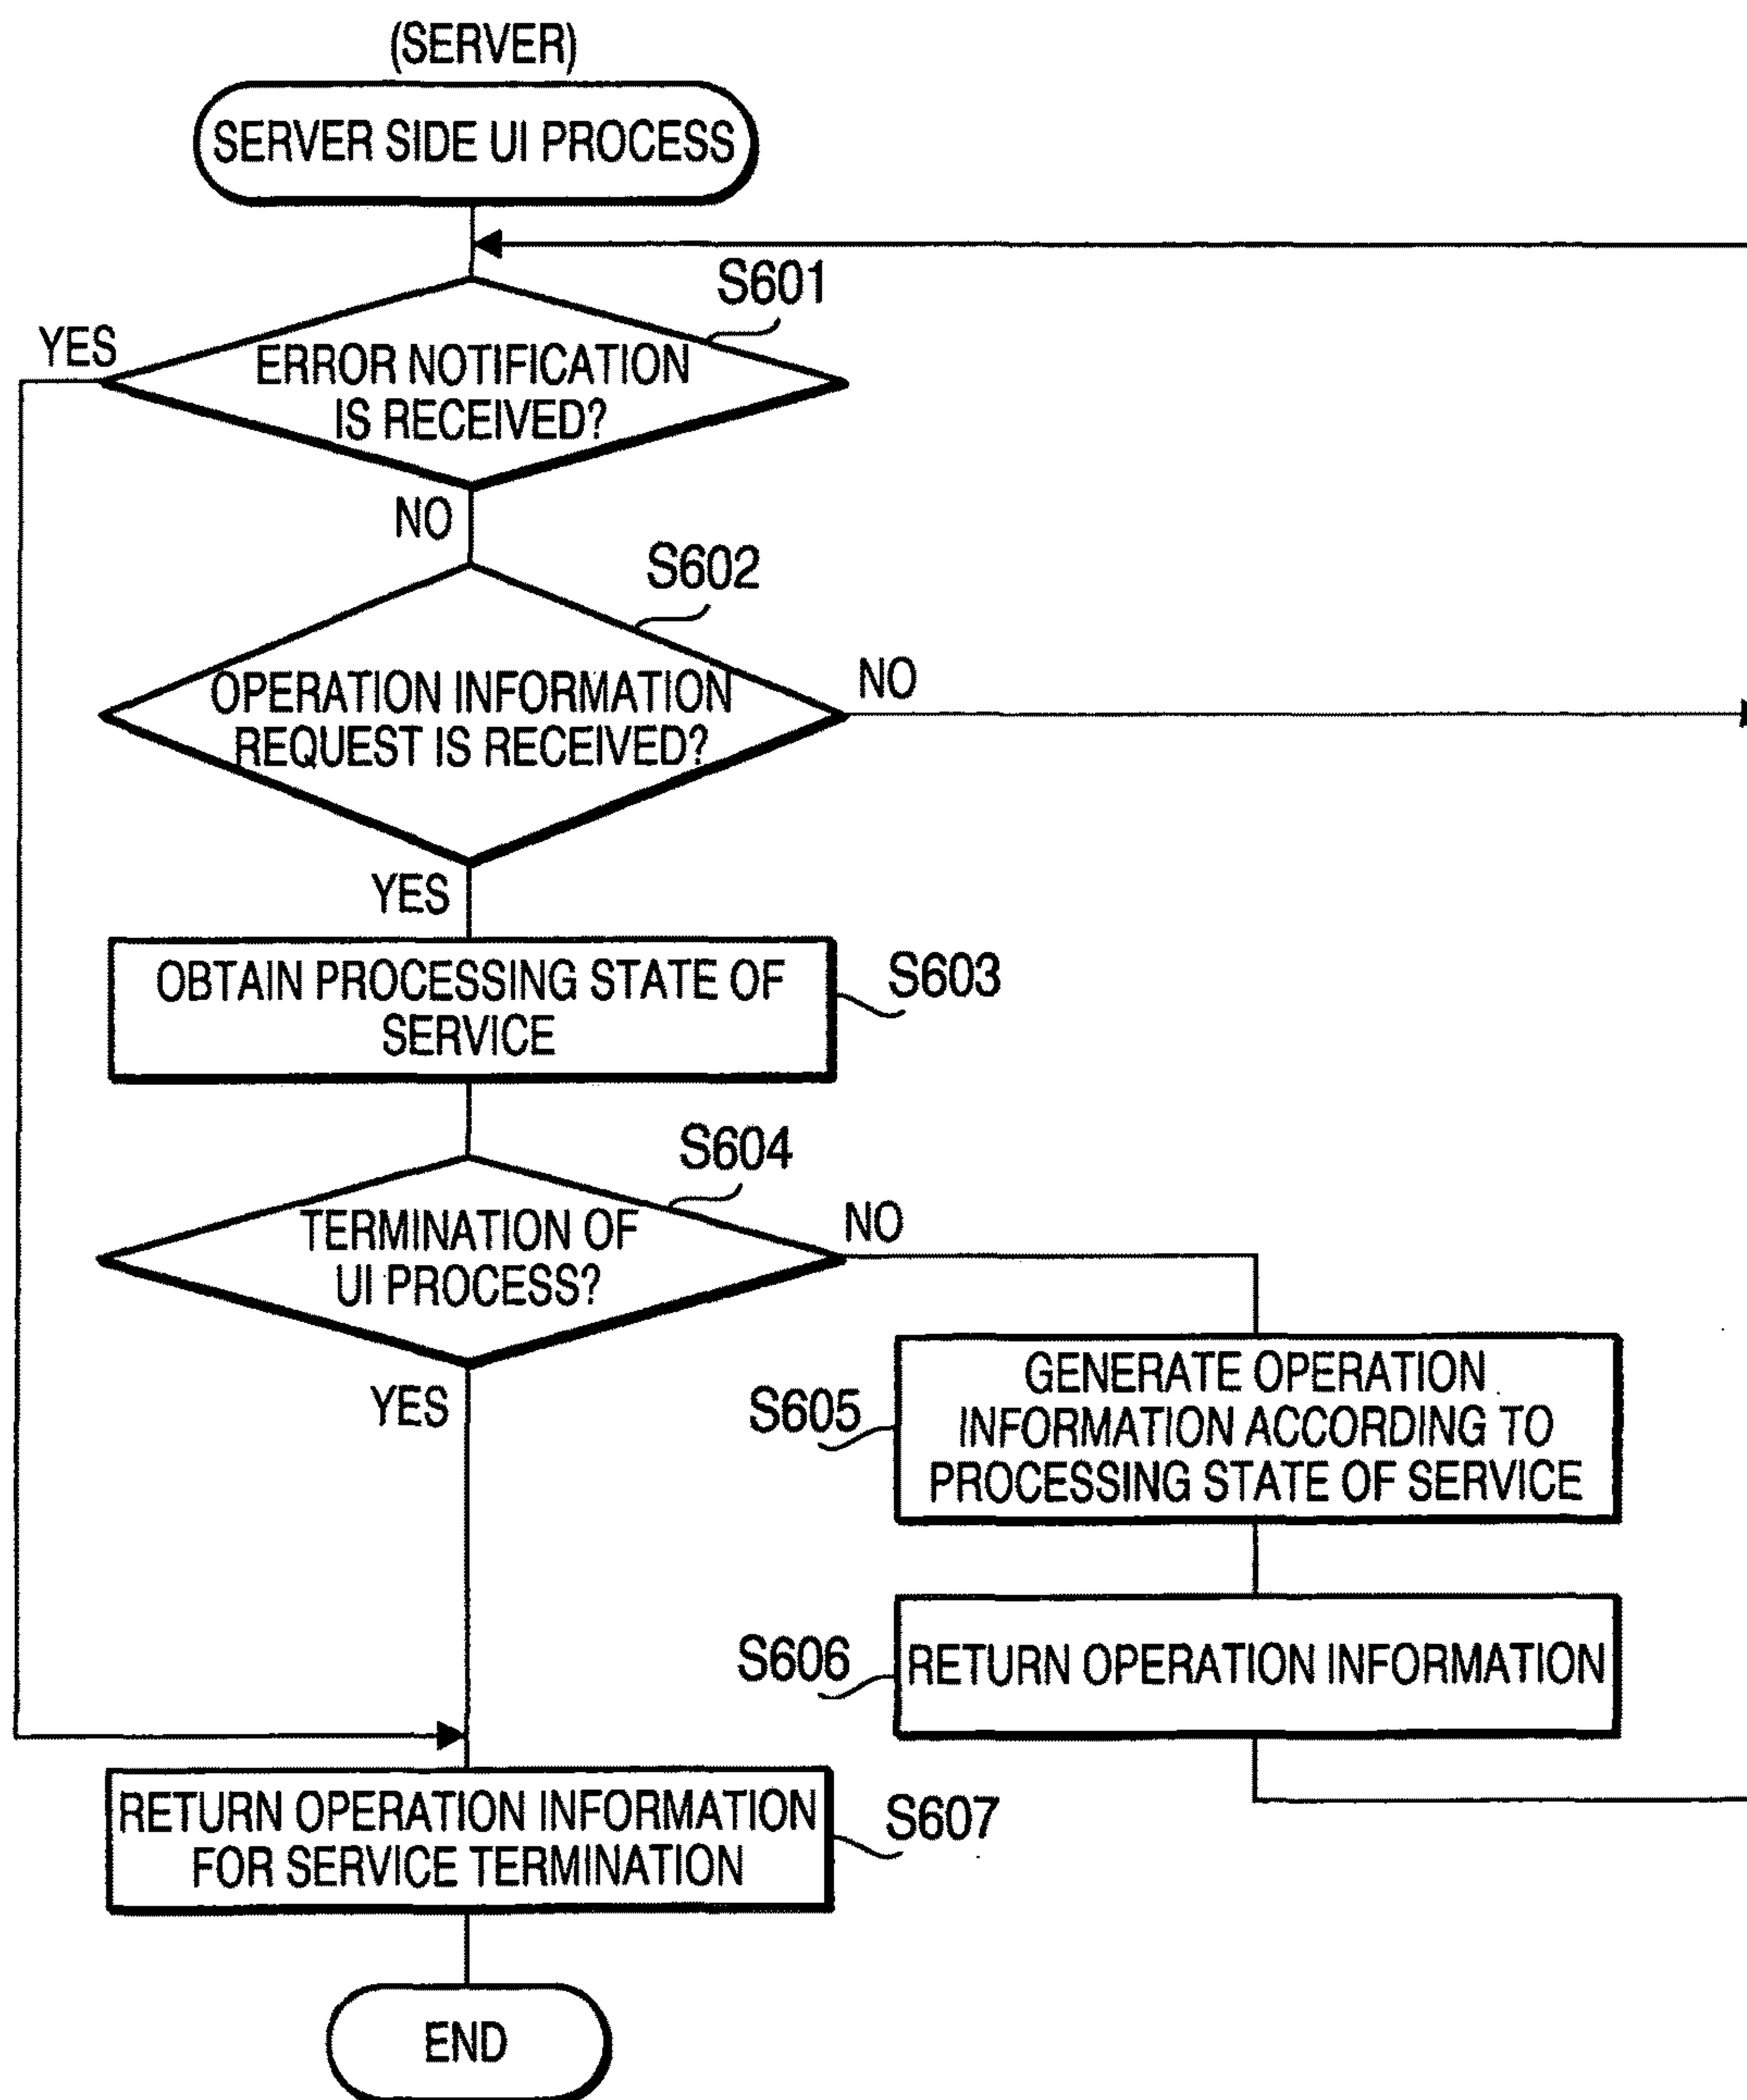 (SERVER)
SERVER SIDE UI PROCESS
S601
YES
ERROR NOTIFICATION
IS RECEIVED?
NO
S602
OPERATION INFORMATION
REQUEST IS RECEIVED?
NO
YES
OBTAIN PROCESSING STATE OF
SERVICE
S603
S604
TERMINATION OF
UI PROCESS?
NO
YES
S605
GENERATE OPERATION
INFORMATION ACCORDING TO
PROCESSING STATE OF SERVICE
S606
RETURN OPERATION INFORMATION
RETURN OPERATION INFORMATION
FOR SERVICE TERMINATION
S607
END